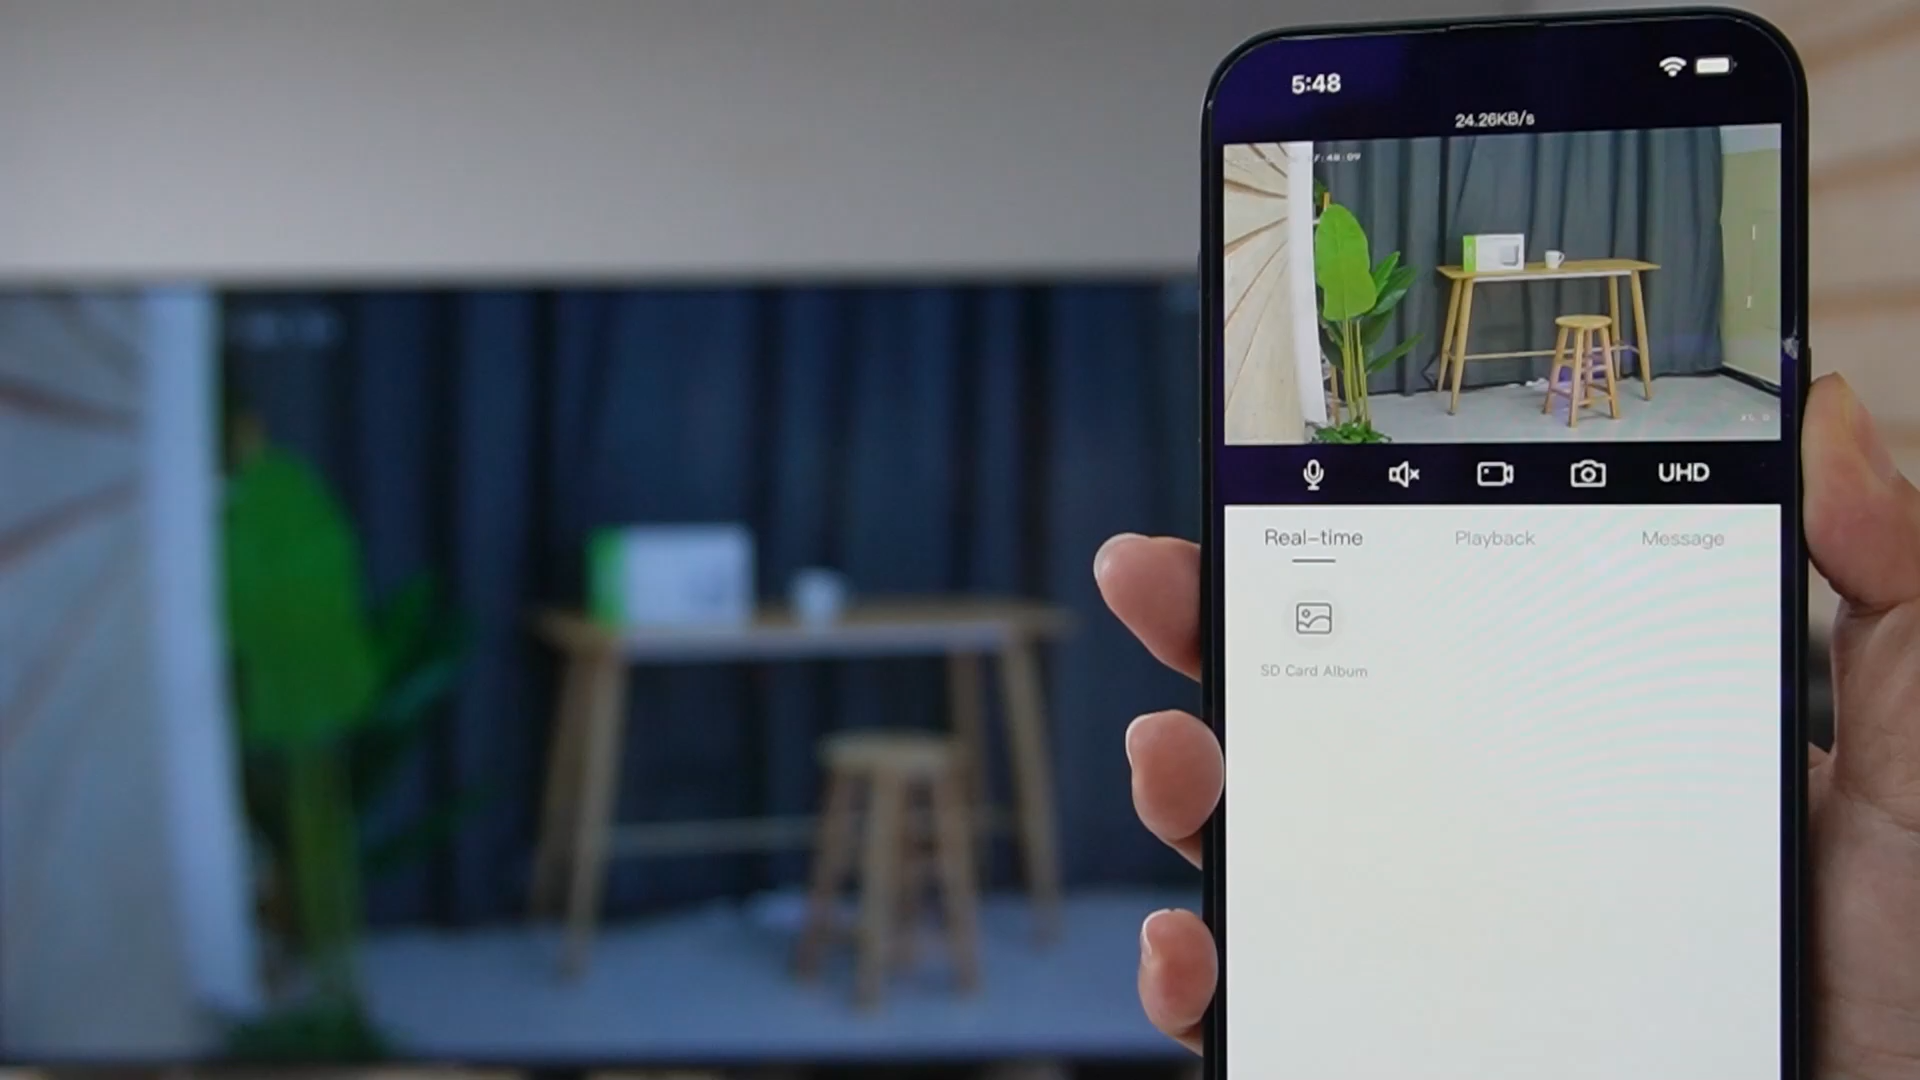 5:48
24.26KB/s
UHD
Real-time
Playback
Message
SD Card Album